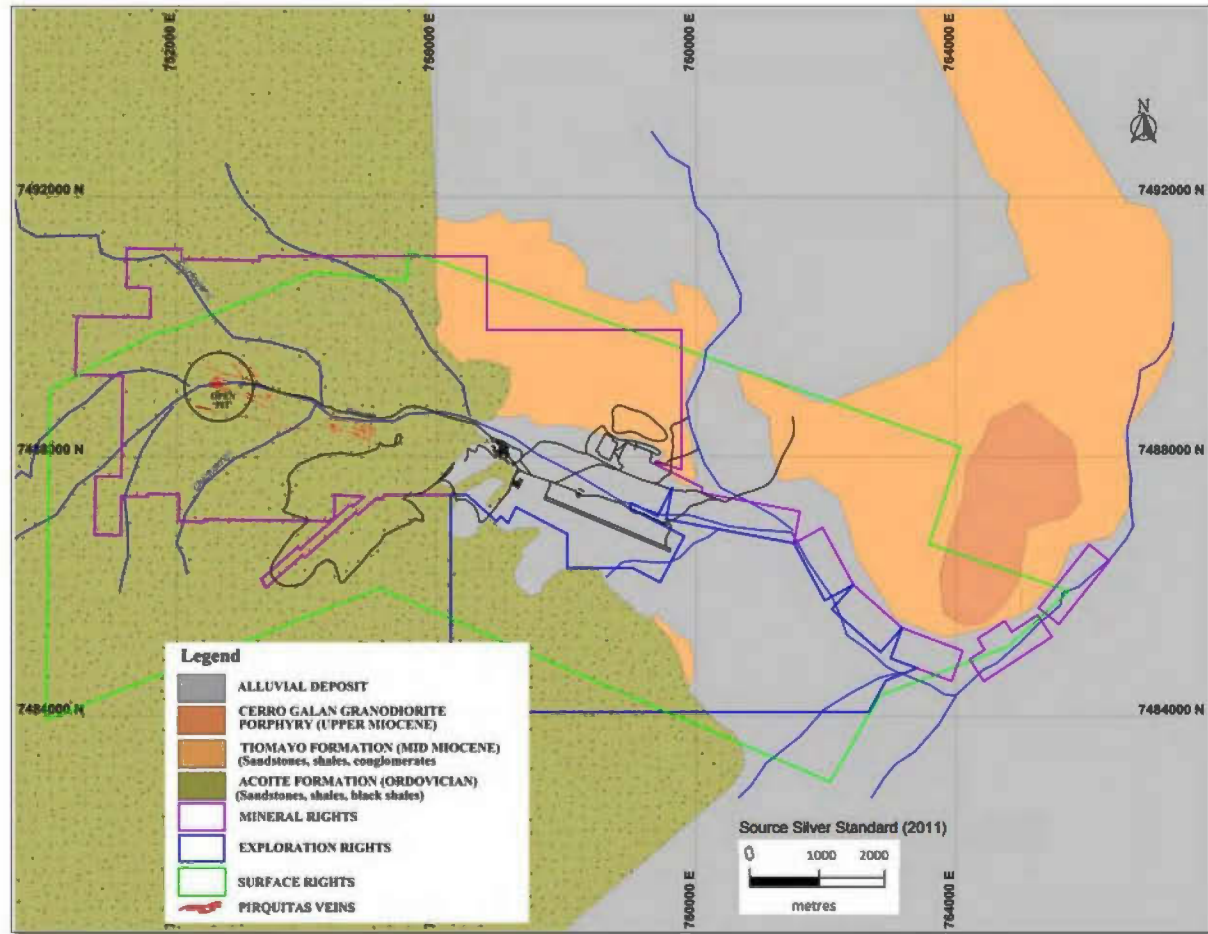 752000 E
756000 E
760000 E
764000 E
N
7492000 N
7492000 N
OPEN
PIT
7488000 N
7488000 N
7484000 N
7484000 N
Legend
ALLUVIAL DEPOSIT
CERRO GALAN GRANODIORITE
PORPHYRY (UPPER MIOCENE)
TIOMAYO FORMATION (MID MIOCENE)
(Sandstones, shales, conglomerates
ACOITE FORMATION (ORDOVICIAN)
(Sandstones, shales, black shales)
MINERAL RIGHTS
EXPLORATION RIGHTS
SURFACE RIGHTS
PIRQUITAS VEINS
Source Silver Standard (2011)
0 1000 2000
metres
760000 E
764000 E